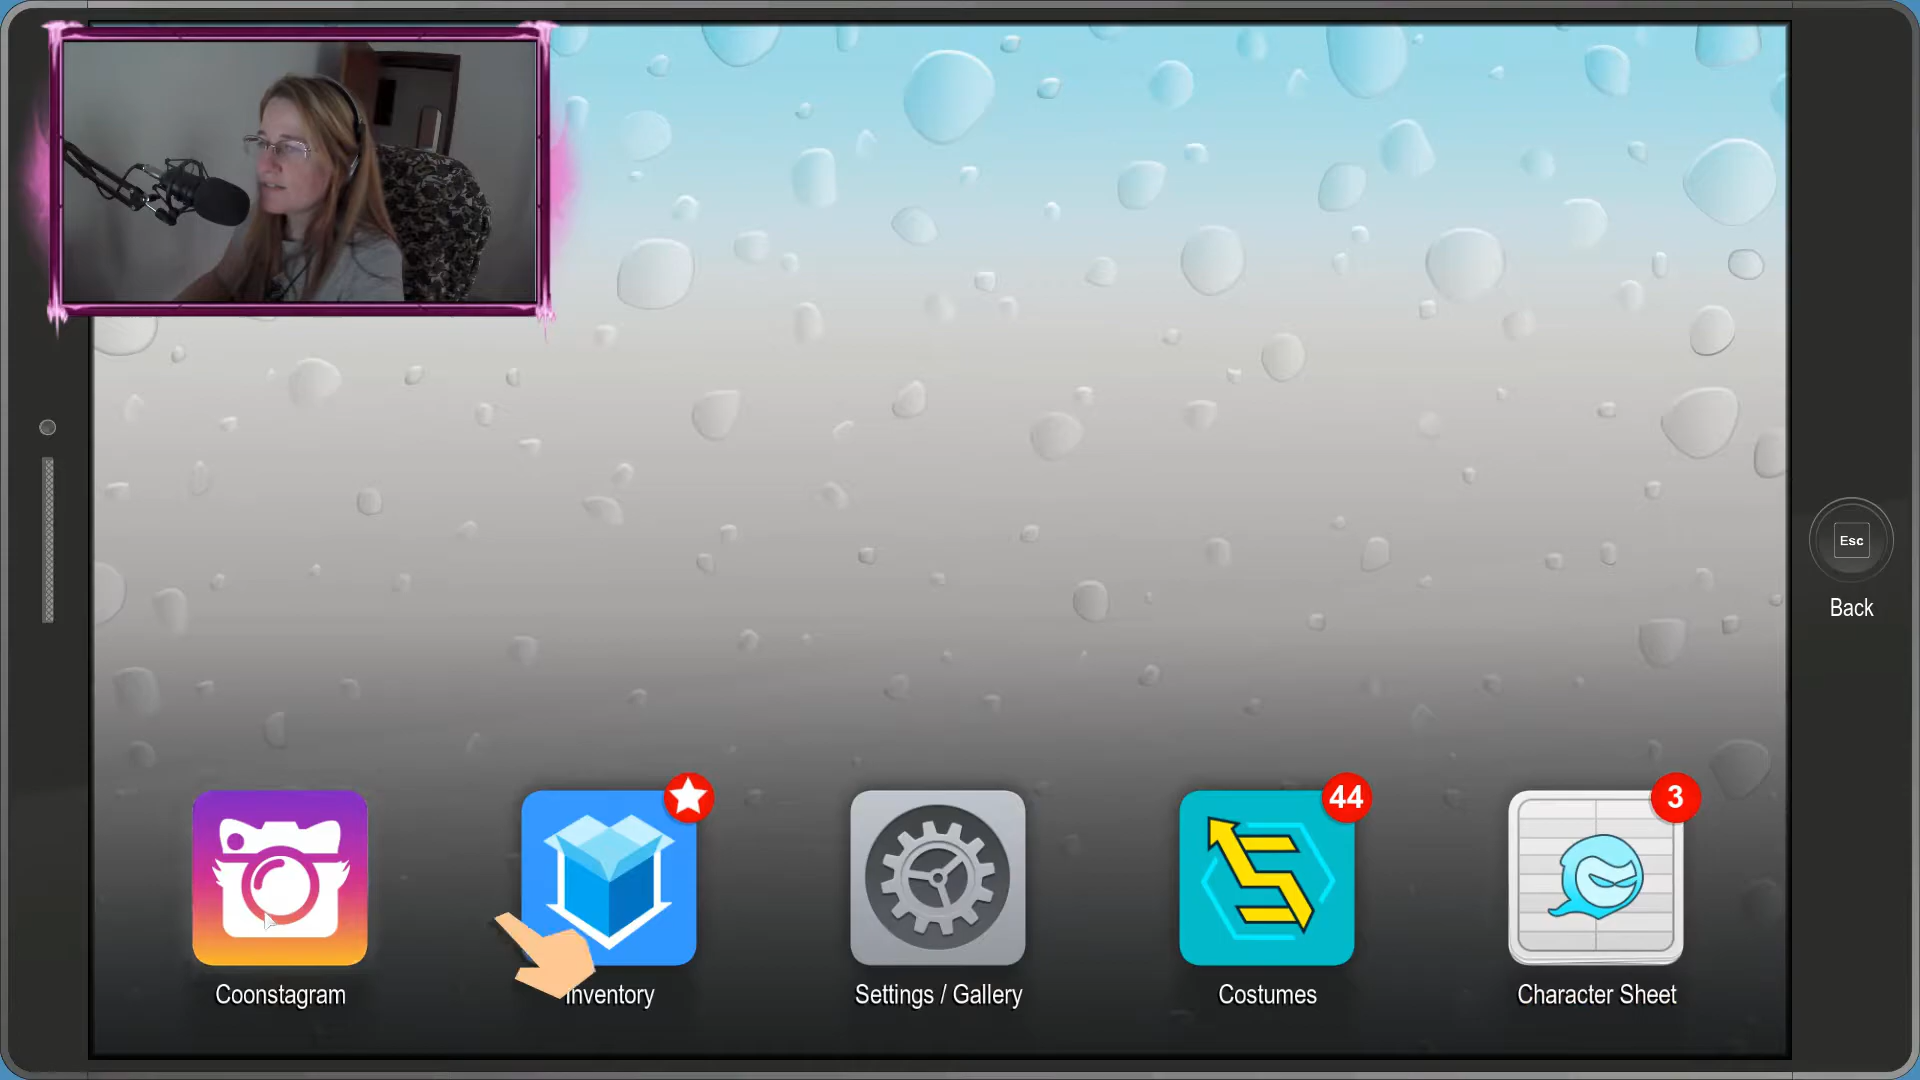 Esc
Back
44
3
Coonstagram
Inventory
Settings / Gallery
Costumes
Character Sheet